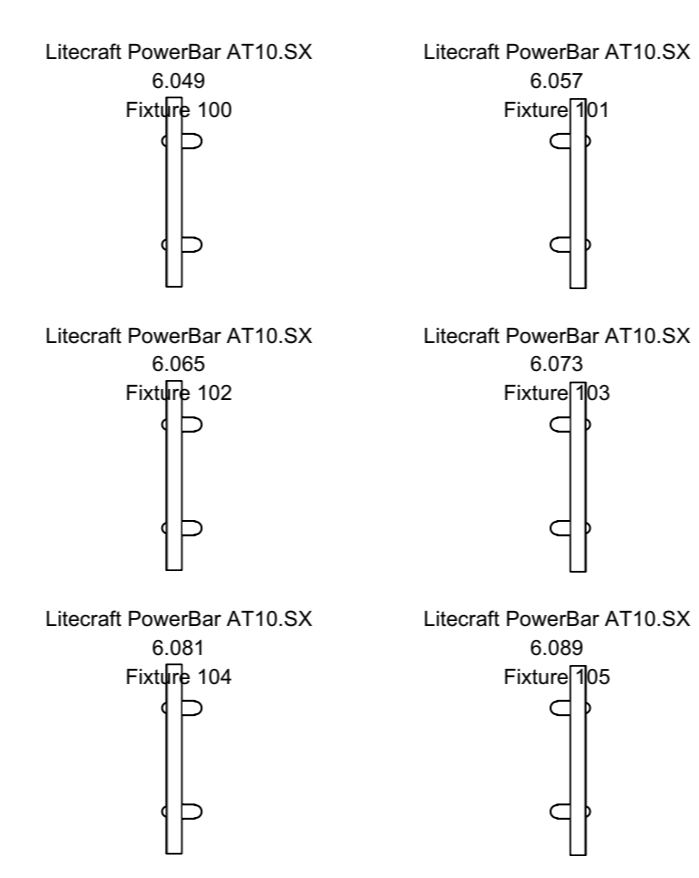 Litecraft PowerBar AT10.SX
6.049
Fixture 100
Litecraft PowerBar AT10.SX
6.057
Fixture 101
Litecraft PowerBar AT10.SX
6.065
Fixture 102
Litecraft PowerBar AT10.SX
6.073
Fixture 103
Litecraft PowerBar AT10.SX
6.081
Fixture 104
Litecraft PowerBar AT10.SX
6.089
Fixture 105